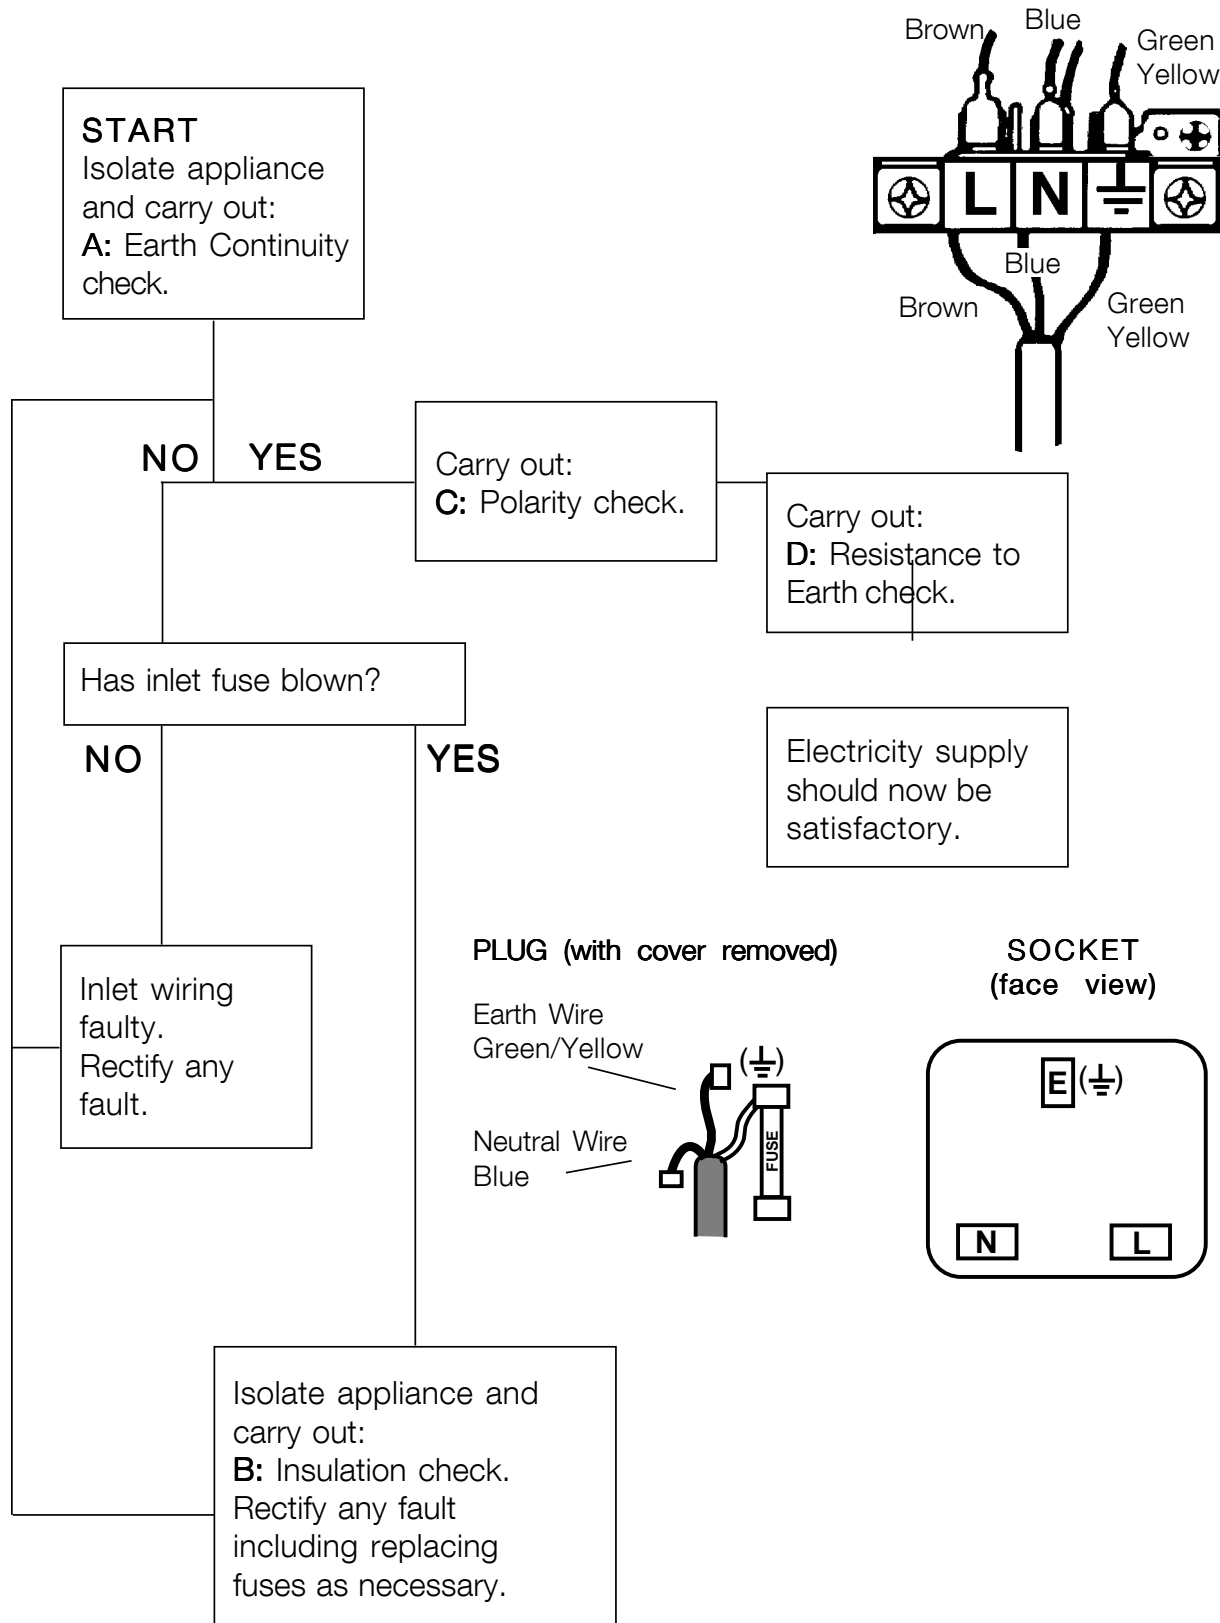 Brown
Blue
Green
Yellow
L N
Blue
Brown
Green
Yellow
START
Isolate appliance
and carry out:
A: Earth Continuity
check.
NO YES
Carry out:
C: Polarity check.
Carry out:
D: Resistance to
Earth check.
Has inlet fuse blown?
NO
YES
Electricity supply
should now be
satisfactory.
Inlet wiring
faulty.
Rectify any
fault.
PLUG (with cover removed)
Earth Wire
Green/Yellow
Neutral Wire
Blue
FUSE
SOCKET
(face view)
E
N
L
Isolate appliance and
carry out:
B: Insulation check.
Rectify any fault
including replacing
fuses as necessary.